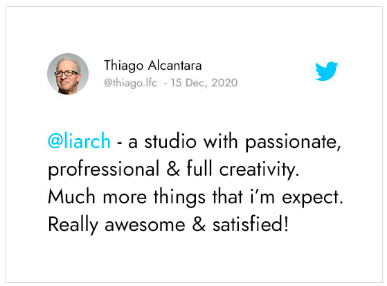 Thiago Alcantara
@thiago.lfc - 15 Dec, 2020
@liarch - a studio with passionate,
profressional & full creativity.
Much more things that i’m expect.
Really awesome & satisfied!